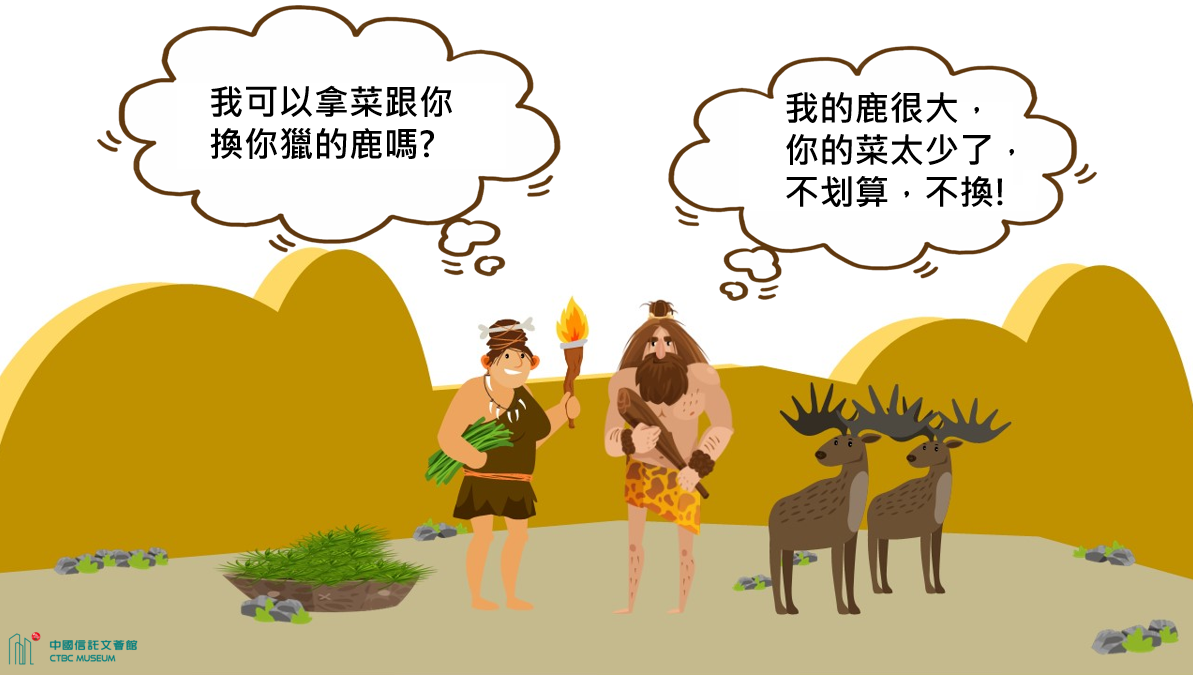 我可以拿菜跟你
換你獵的鹿嗎?
我的鹿很大，
你的菜太少了，
不划算，不換!
中國信託文薈館
CTBC MUSEUM